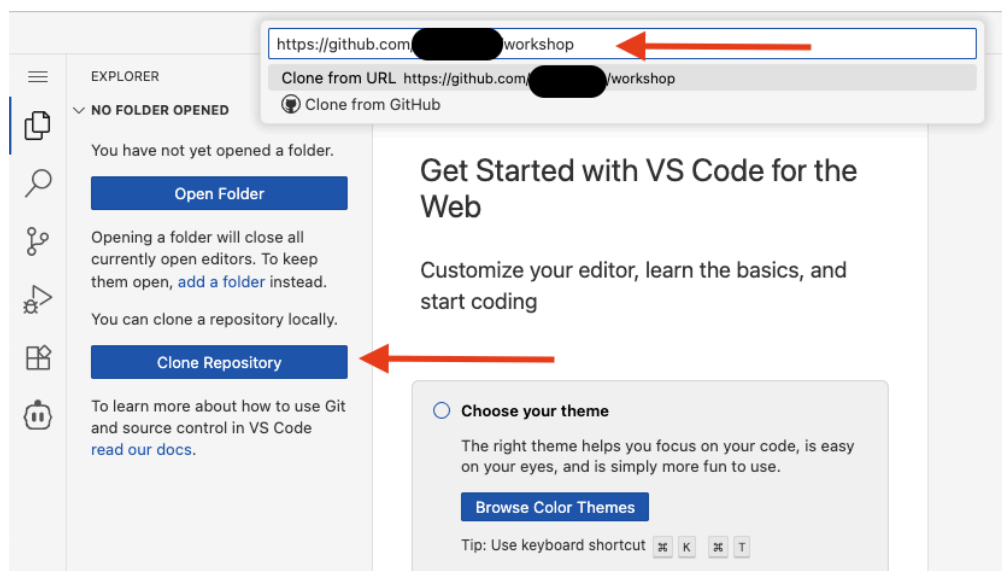 https://github.com/ /workshop
Clone from URL https://github.com/ /workshop
Clone from GitHub
EXPLORER
NO FOLDER OPENED
You have not yet opened a folder.
Open Folder
Opening a folder will close all
currently open editors. To keep
them open, add a folder instead.
You can clone a repository locally.
Clone Repository
To learn more about how to use Git
and source control in VS Code
read our docs.
Get Started with VS Code for the
Web
Customize your editor, learn the basics, and
start coding
Choose your theme
The right theme helps you focus on your code, is easy
on your eyes, and is simply more fun to use.
Browse Color Themes
Tip: Use keyboard shortcut ⌘ K ⌘ T